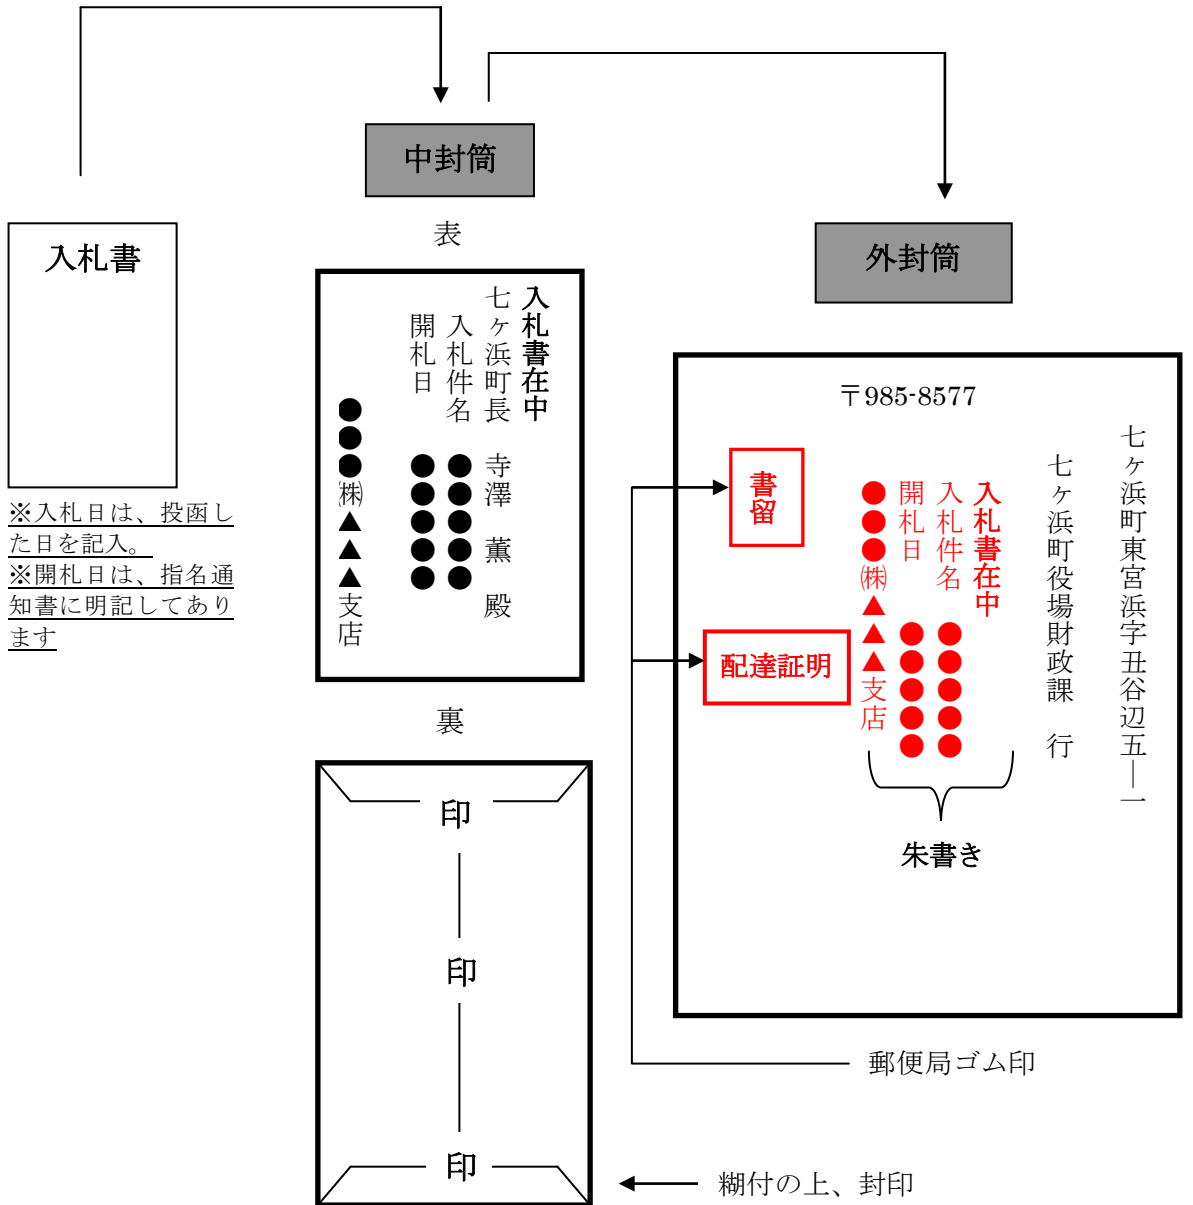 中封筒
表
入札書
外封筒
入札書在中
七ヶ浜町長　寺澤　薫　殿
入札件名　●●●●●
開札日　●●●●●
●●●㈱▲▲▲支店
※入札日は、投函し
た日を記入。
※開札日は、指名通
知書に明記してあり
ます
裏
印
印
印
糊付の上、封印
〒985-8577
七ヶ浜町東宮浜字丑谷辺五―一
七ヶ浜町役場財政課　行
入札書在中
入札件名　●●●●●
開札日　●●●●●
●●●㈱▲▲▲支店
書留
配達証明
朱書き
郵便局ゴム印